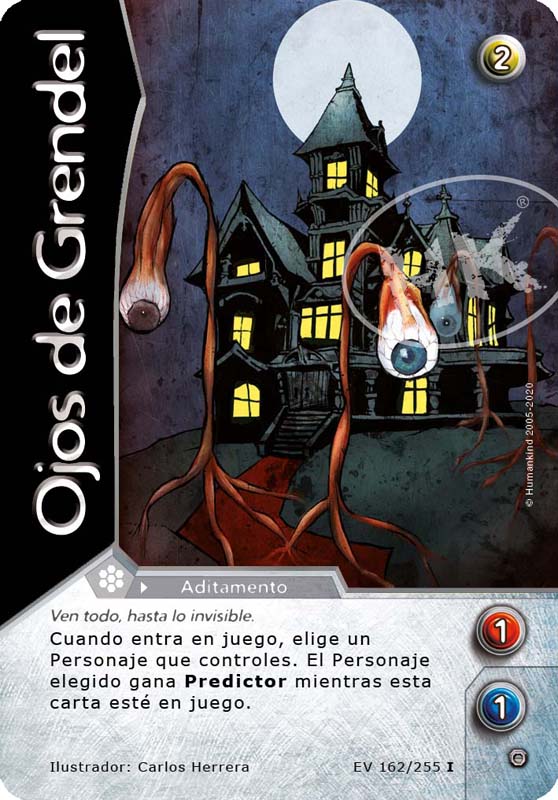 Ojos de Grendel
2
HK
®
© Humankind 2005-2020
Aditamento
Ven todo, hasta lo invisible.
Cuando entra en juego, elige un
Personaje que controles. El Personaje
elegido gana Predictor mientras esta
carta esté en juego.
1
1
Ilustrador: Carlos Herrera
EV 162/255 I